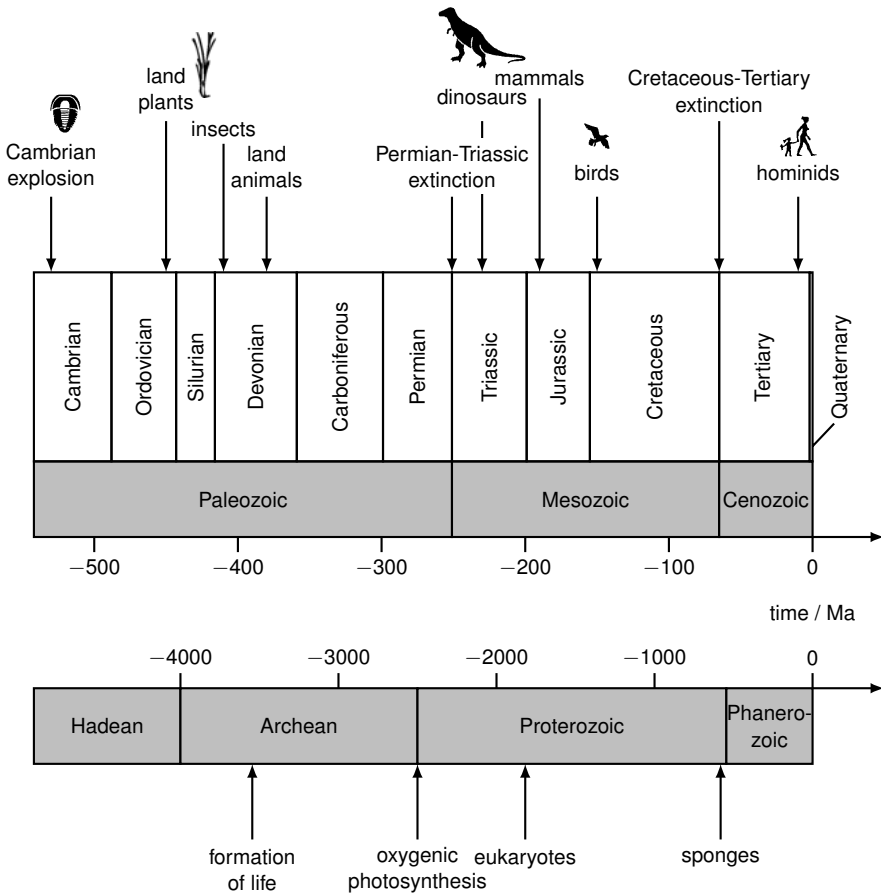 land
plants
mammals
Cretaceous-Tertiary
extinction
dinosaurs
insects
Cambrian
explosion
land
animals
Permian-Triassic
extinction
birds
hominids
Cambrian
Ordovician
Silurian
Devonian
Carboniferous
Permian
Triassic
Jurassic
Cretaceous
Tertiary
Quaternary
Paleozoic
Mesozoic
Cenozoic
−500
−400
−300
−200
−100
0
time / Ma
−4000
−3000
−2000
−1000
0
Hadean
Archean
Proterozoic
Phanero-
zoic
formation
of life
oxygenic
photosynthesis
eukaryotes
sponges